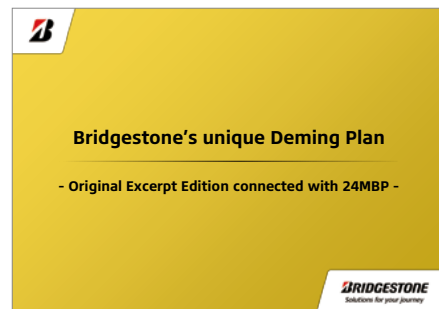 Bridgestone's unique Deming Plan
- Original Excerpt Edition connected with 24MBP -
BRIDGESTONE
Solutions for your journey